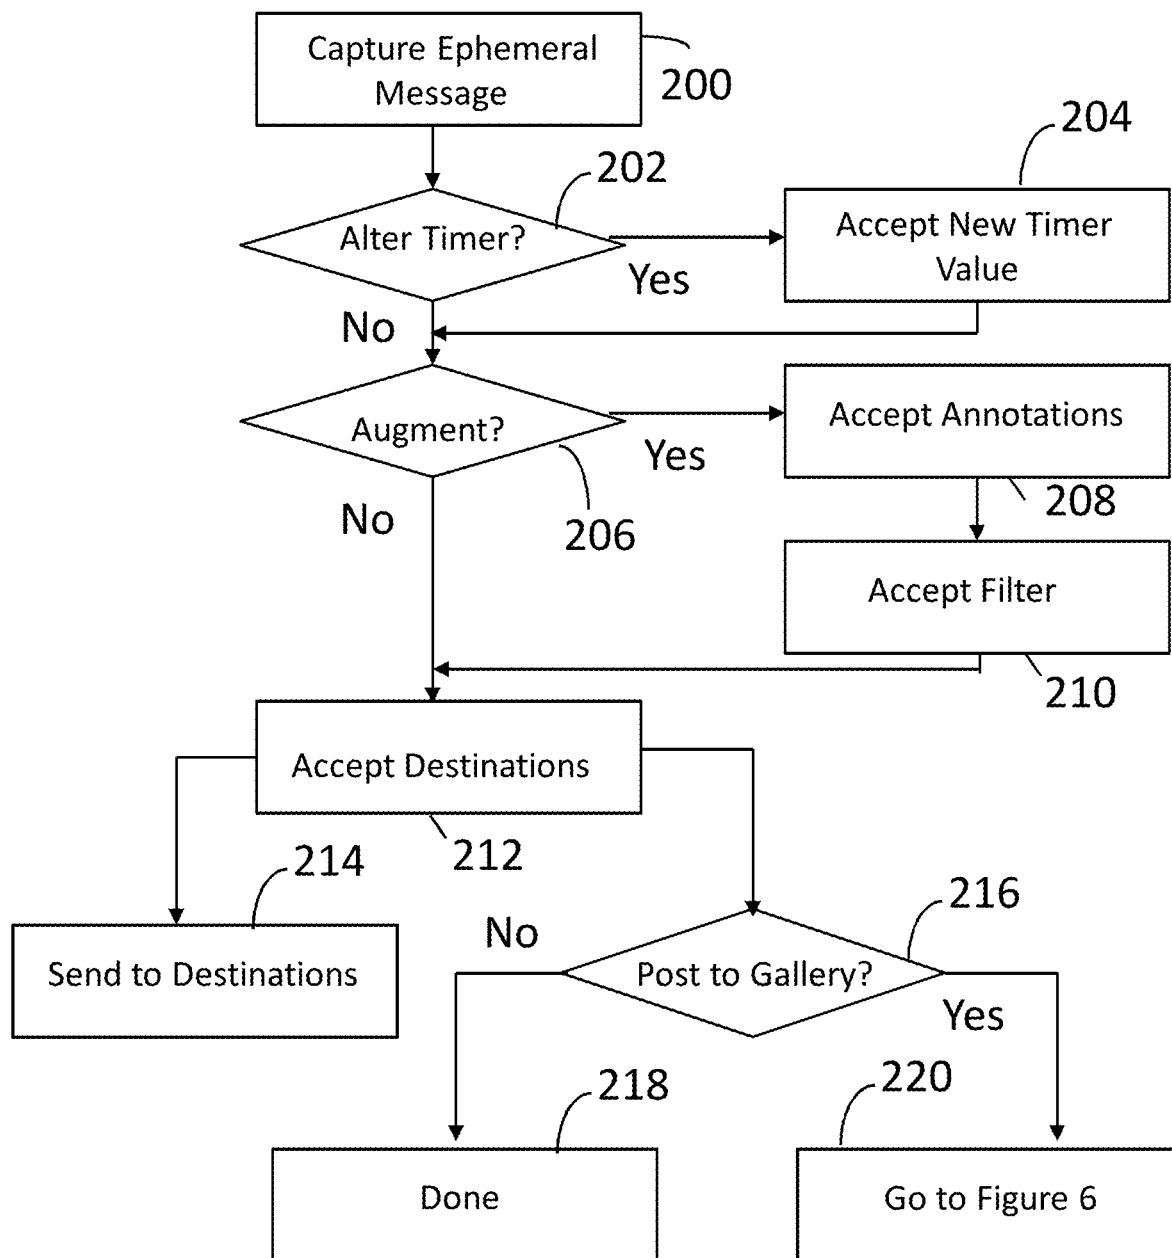 Capture Ephemeral
Message
200
202
204
Alter Timer?
Yes
Accept New Timer
Value
No
Augment?
Yes
Accept Annotations
No
206
208
Accept Filter
210
Accept Destinations
212
214
216
No
Send to Destinations
Post to Gallery?
Yes
218
220
Done
Go to Figure 6